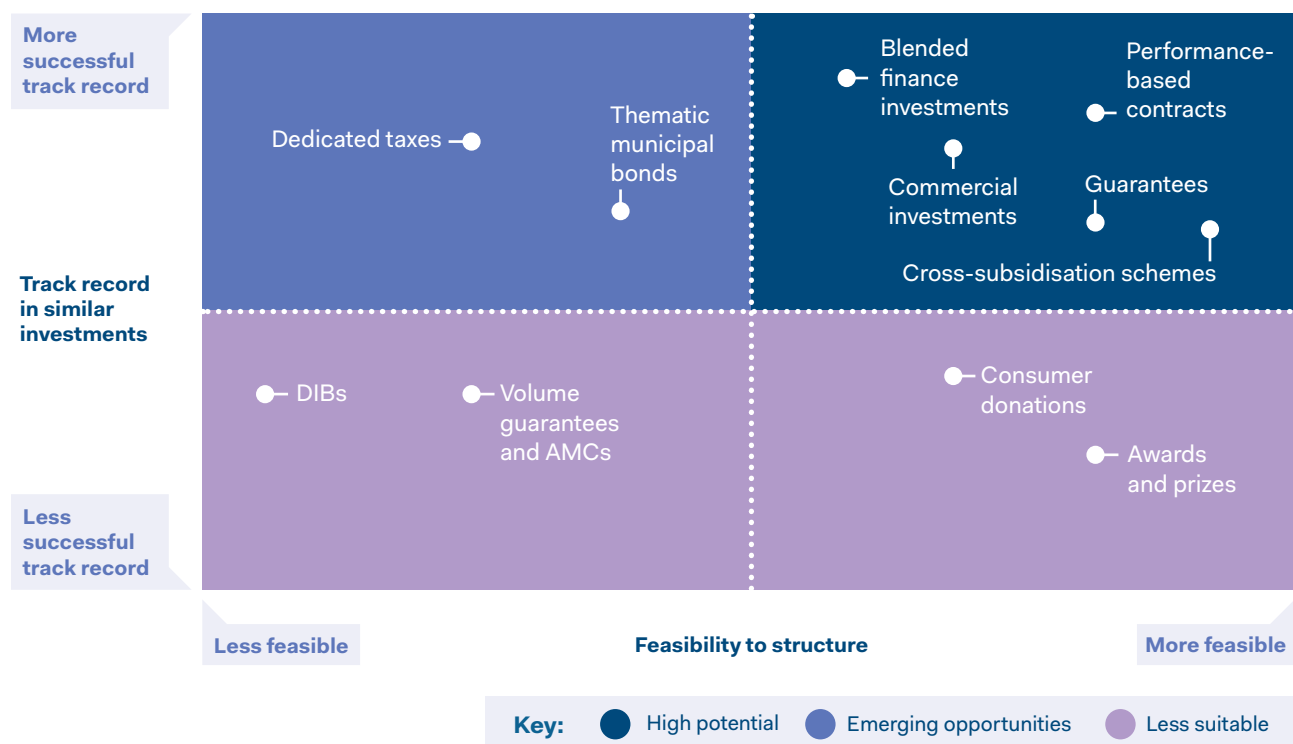 More
successful
track record
Blended
finance
investments
Performance-
based
contracts
Dedicated taxes
Thematic
municipal
bonds
Commercial
investments
Guarantees
Cross-subsidisation schemes
Track record
in similar
investments
DIBs
Volume
guarantees
and AMCs
Consumer
donations
Awards
and prizes
Less
successful
track record
Less feasible
Feasibility to structure
More feasible
Key:
High potential
Emerging opportunities
Less suitable